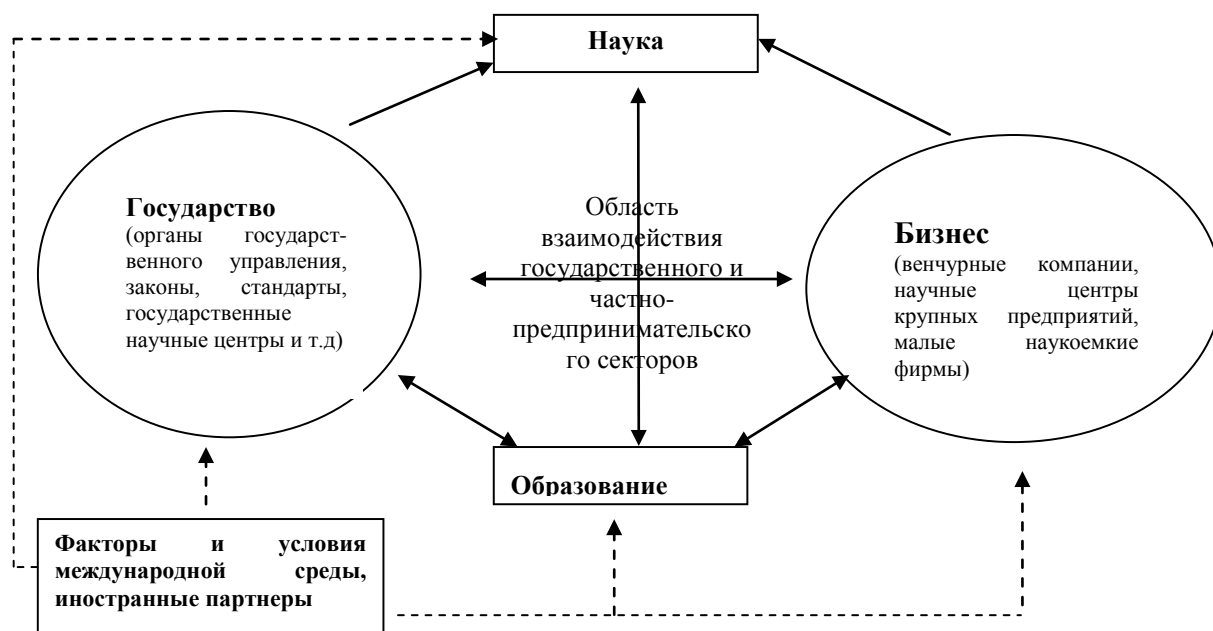 Наука
Государство
(органы государст-
венного управления,
законы, стандарты,
государственные
научные центры и т.д)
Область
взаимодействия
государственного и
частно-
предпринимательско
го секторов
Бизнес
(венчурные компании,
научные центры
крупных предприятий,
малые наукоемкие
фирмы)
Образование
Факторы и условия
международной среды,
иностранные партнеры